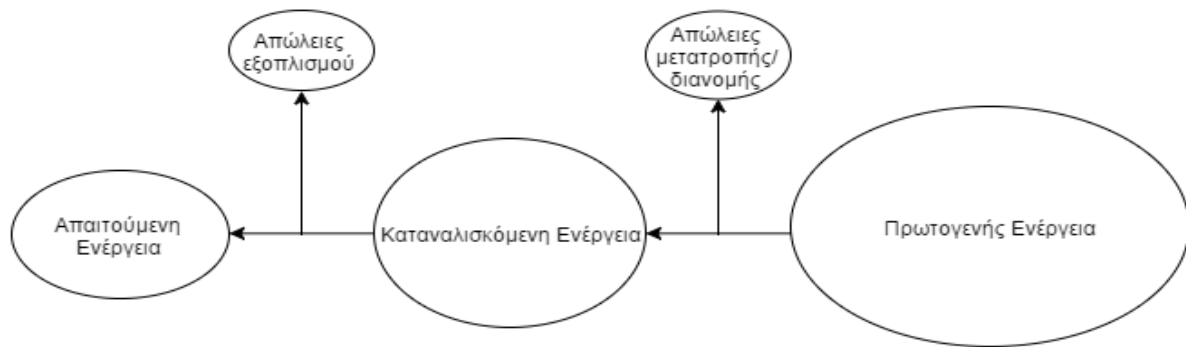 Απώλειες
εξοπλισμού
Απώλειες
μετατροπής/
διανομής
Απαιτούμενη
Ενέργεια
Καταναλισκόμενη Ενέργεια
Πρωτογενής Ενέργεια